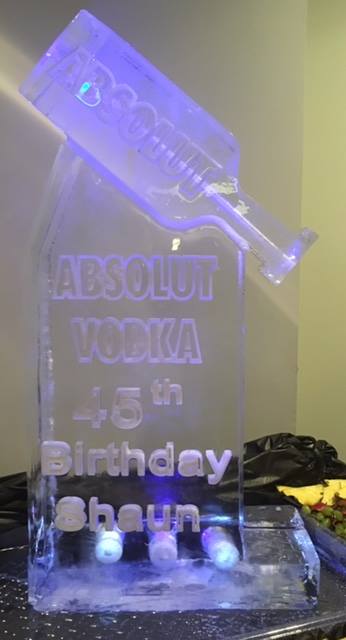 ABSOLUT
ABSOLUT
VODKA
45th
Birthday
Shaun